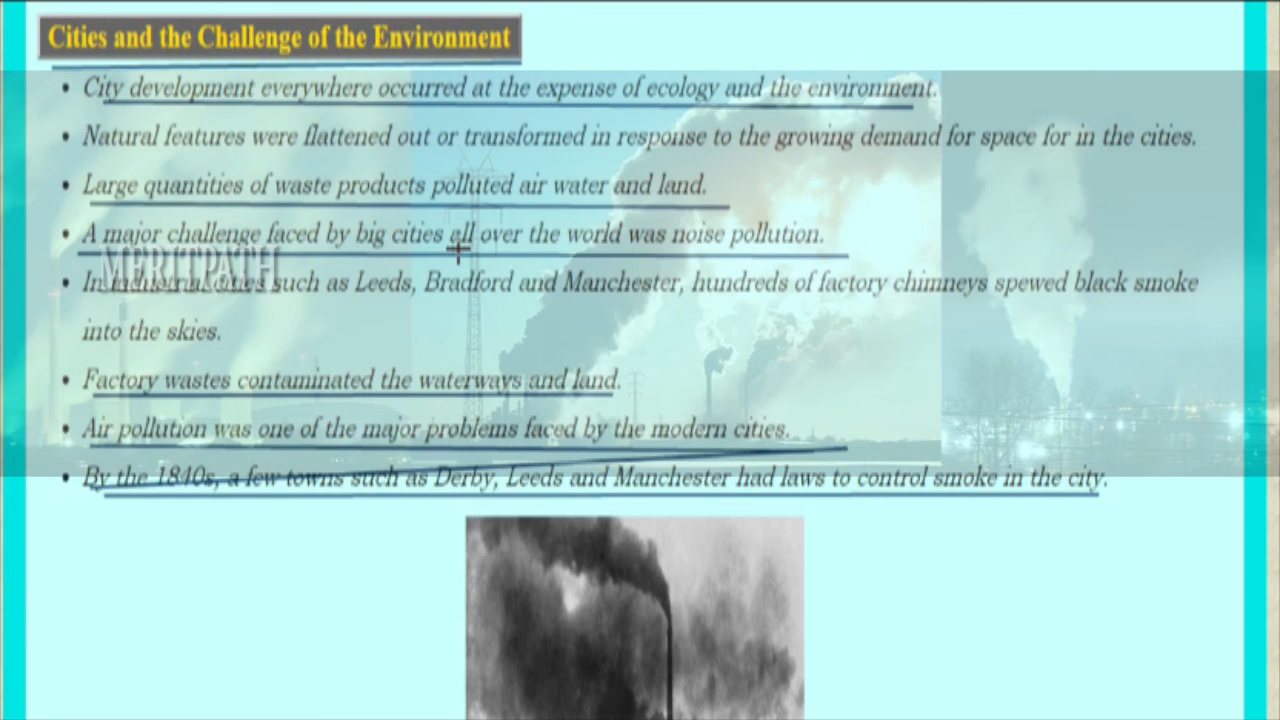 Cities and the Challenge of the Environment
• City development everywhere occurred at the expense of ecology and the environment.
• Natural features were flattened out or transformed in response to the growing demand for space for in the cities.
• Large quantities of waste products polluted air water and land.
• A major challenge faced by big cities all over the world was noise pollution.
MERITPATH
• In cities such as Leeds, Bradford and Manchester, hundreds of factory chimneys spewed black smoke
into the skies.
• Factory wastes contaminated the waterways and land.
• Air pollution was one of the major problems faced by the modern cities.
• By the 1840s, a few towns such as Derby, Leeds and Manchester had laws to control smoke in the city.